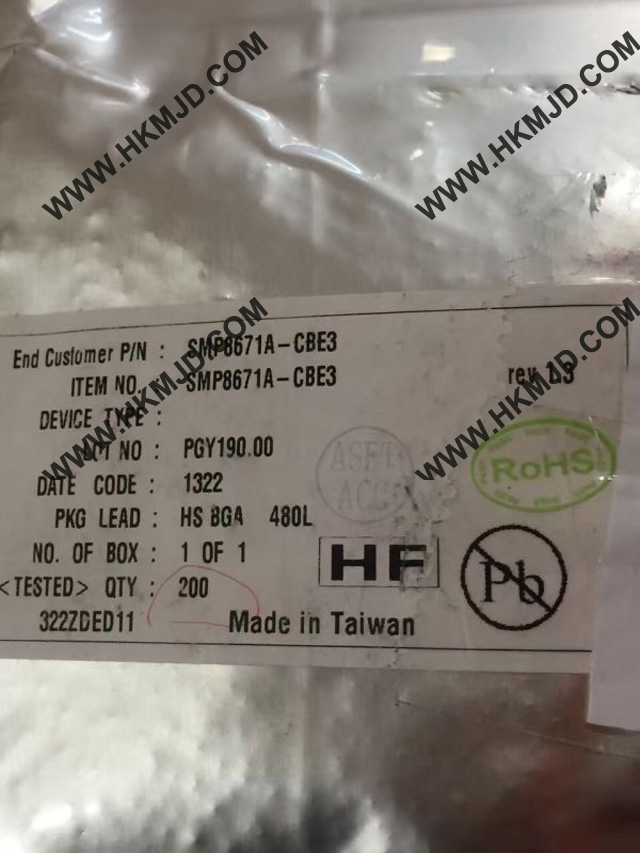 WWW.HKMJD.COM
WWW.HKMJD.COM
End Customer P/N : SMP8671A-CBE3
ITEM NO. SMP8671A-CBE3 rev 1.3
WWW.HKMJD.COM
WWW.HKMJD.COM
DEVICE TYPE :
NO : PGY190.00
RoHS
DATE CODE : 1322
PKG LEAD : HS BGA 480L
NO. OF BOX : 1 OF 1
HF
Pb
<TESTED> QTY : 200
322ZDED11 Made in Taiwan